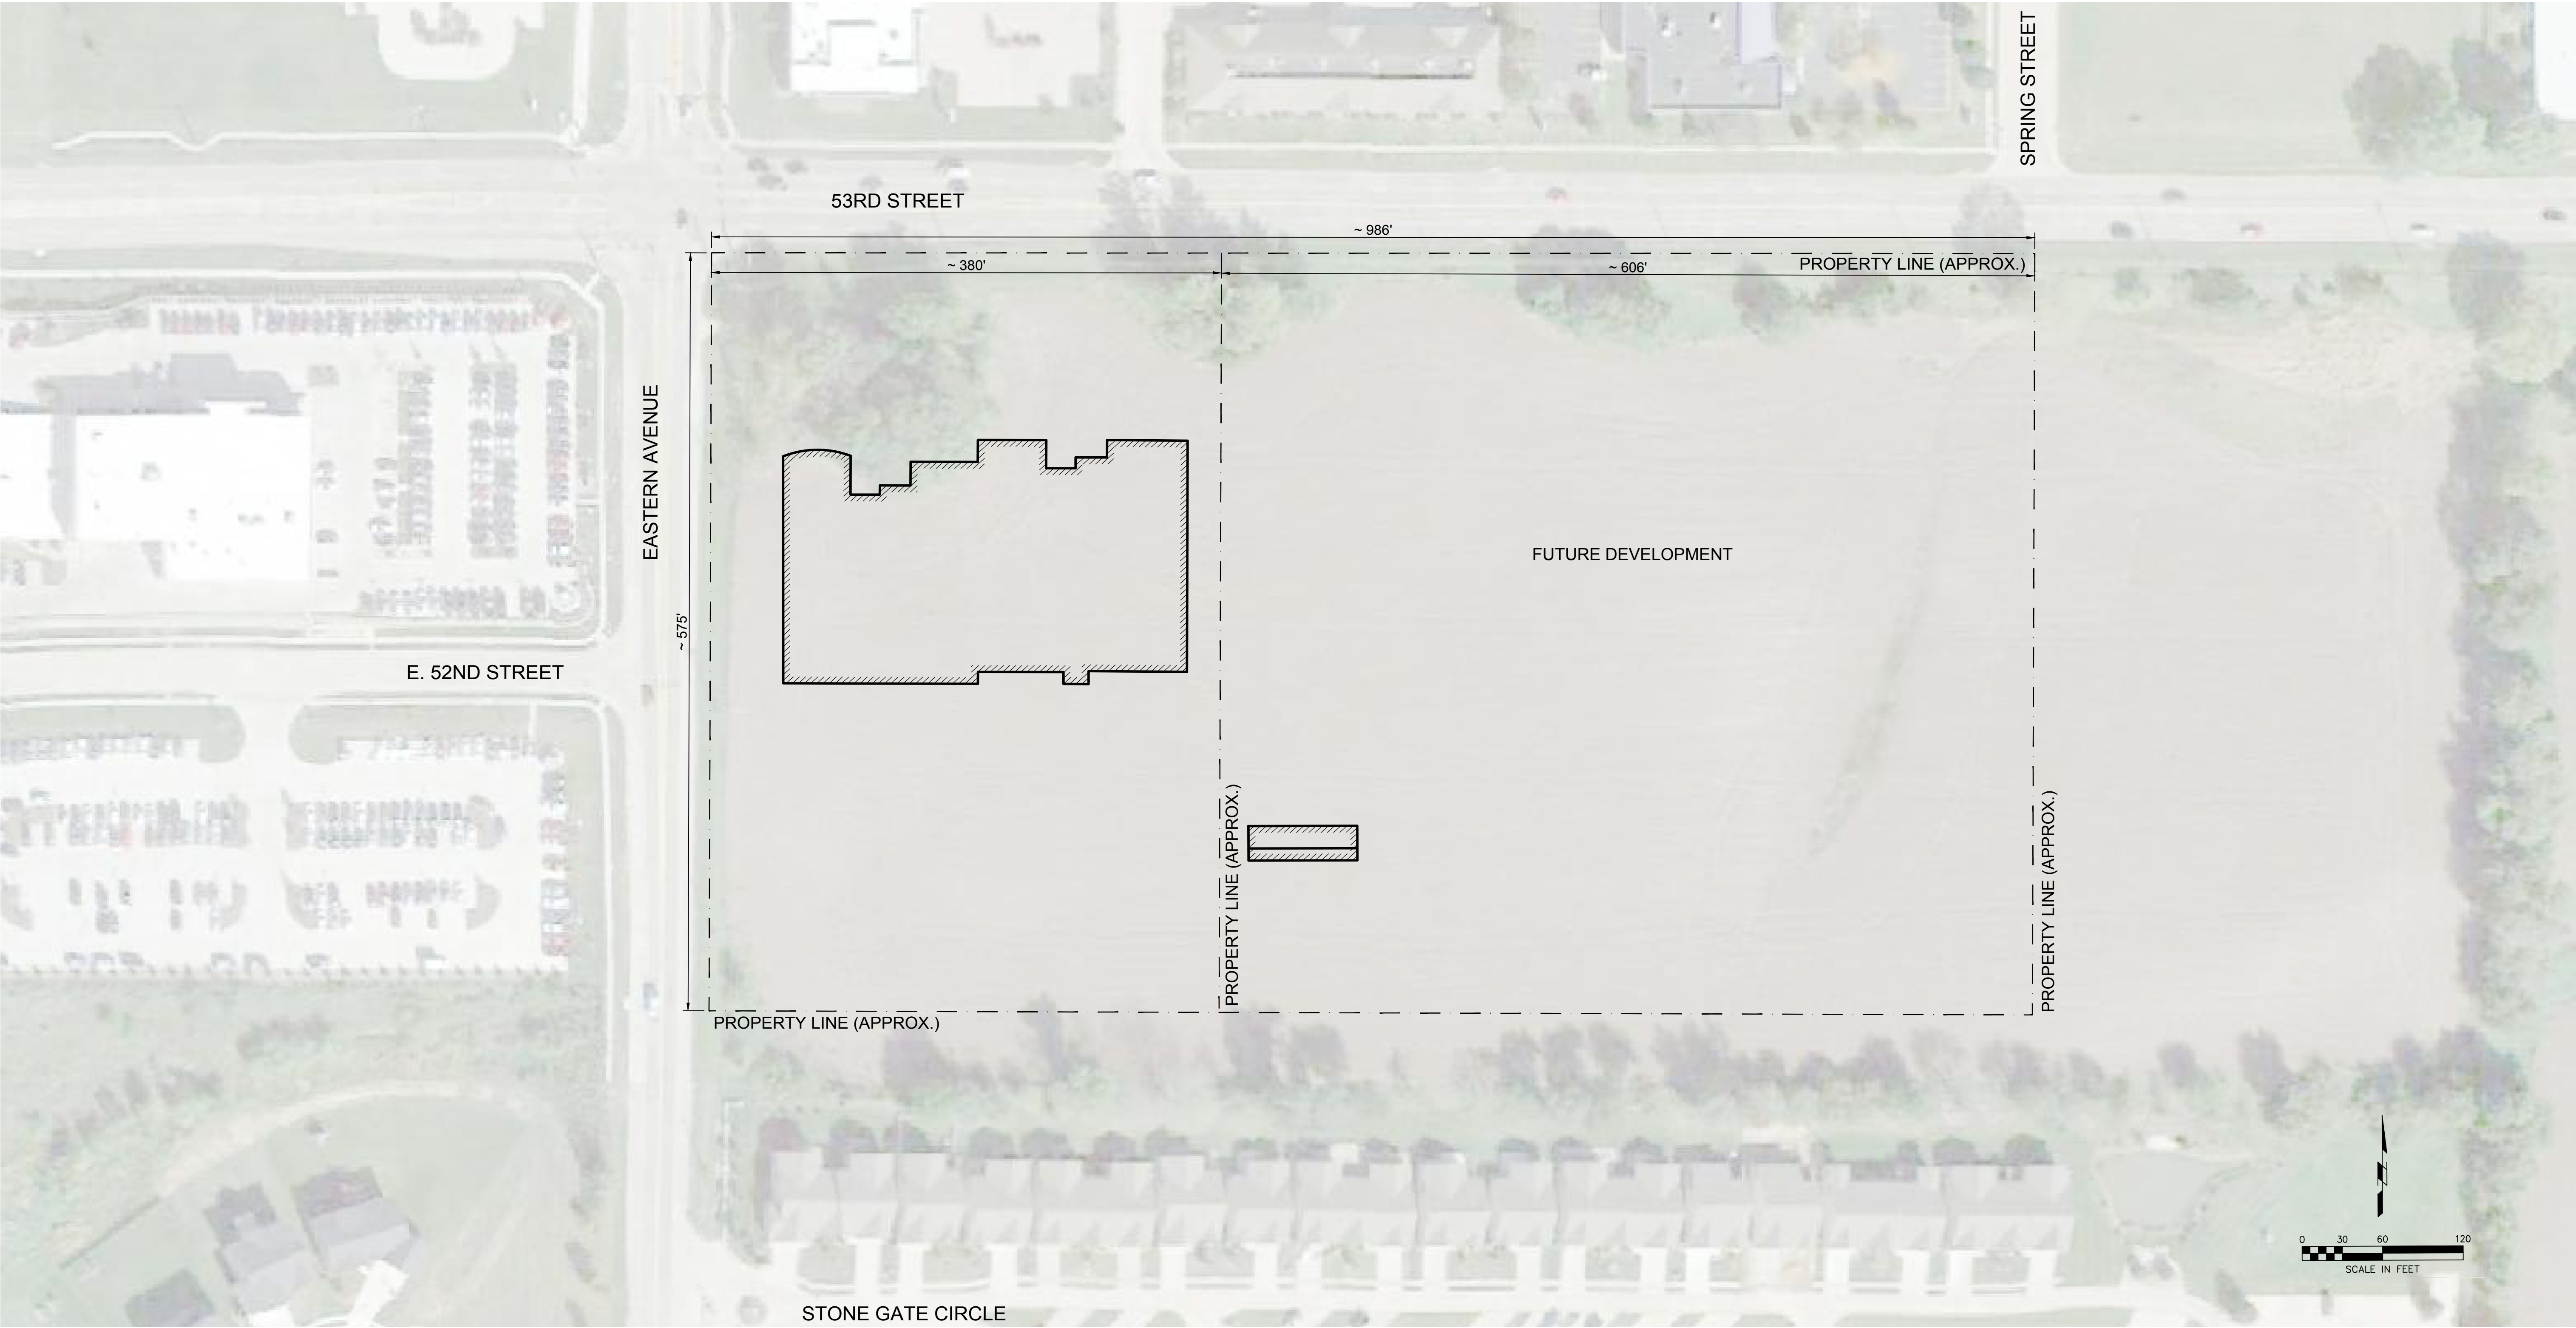 SPRING STREET
53RD STREET
~ 986'
~ 380'
~ 606'
PROPERTY LINE (APPROX.)
EASTERN AVENUE
FUTURE DEVELOPMENT
~ 575'
E. 52ND STREET
PROPERTY LINE (APPROX.)
PROPERTY LINE (APPROX.)
PROPERTY LINE (APPROX.)
N
0 30 60 120
SCALE IN FEET
STONE GATE CIRCLE